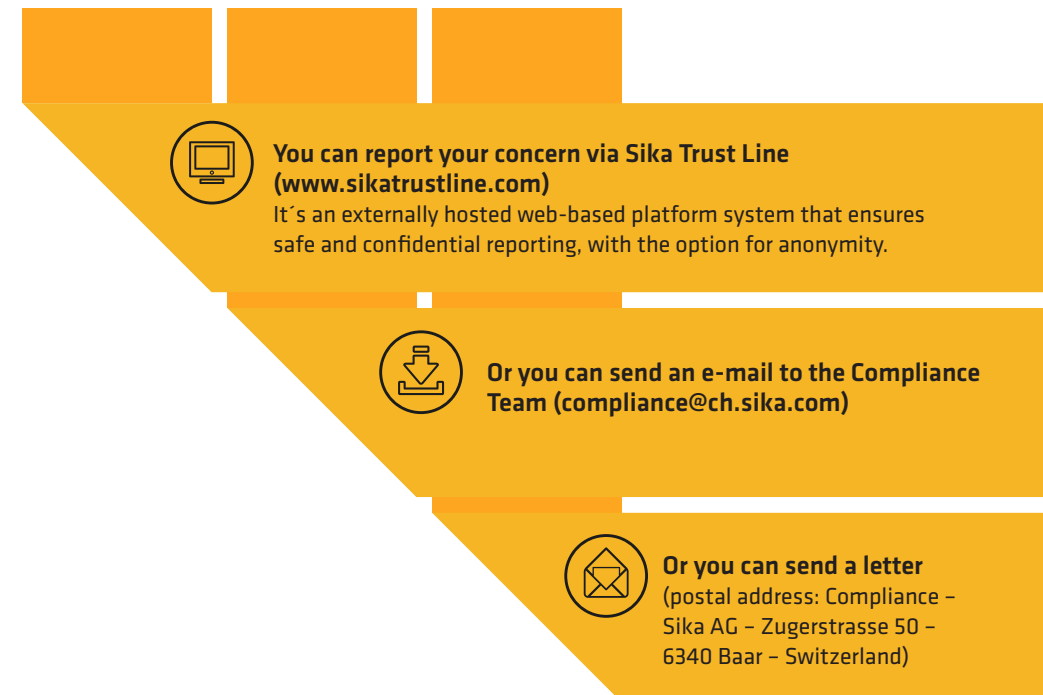 You can report your concern via Sika Trust Line
(www.sikatrustline.com)
It´s an externally hosted web-based platform system that ensures
safe and confidential reporting, with the option for anonymity.
Or you can send an e-mail to the Compliance
Team (compliance@ch.sika.com)
Or you can send a letter
(postal address: Compliance –
Sika AG – Zugerstrasse 50 –
6340 Baar – Switzerland)